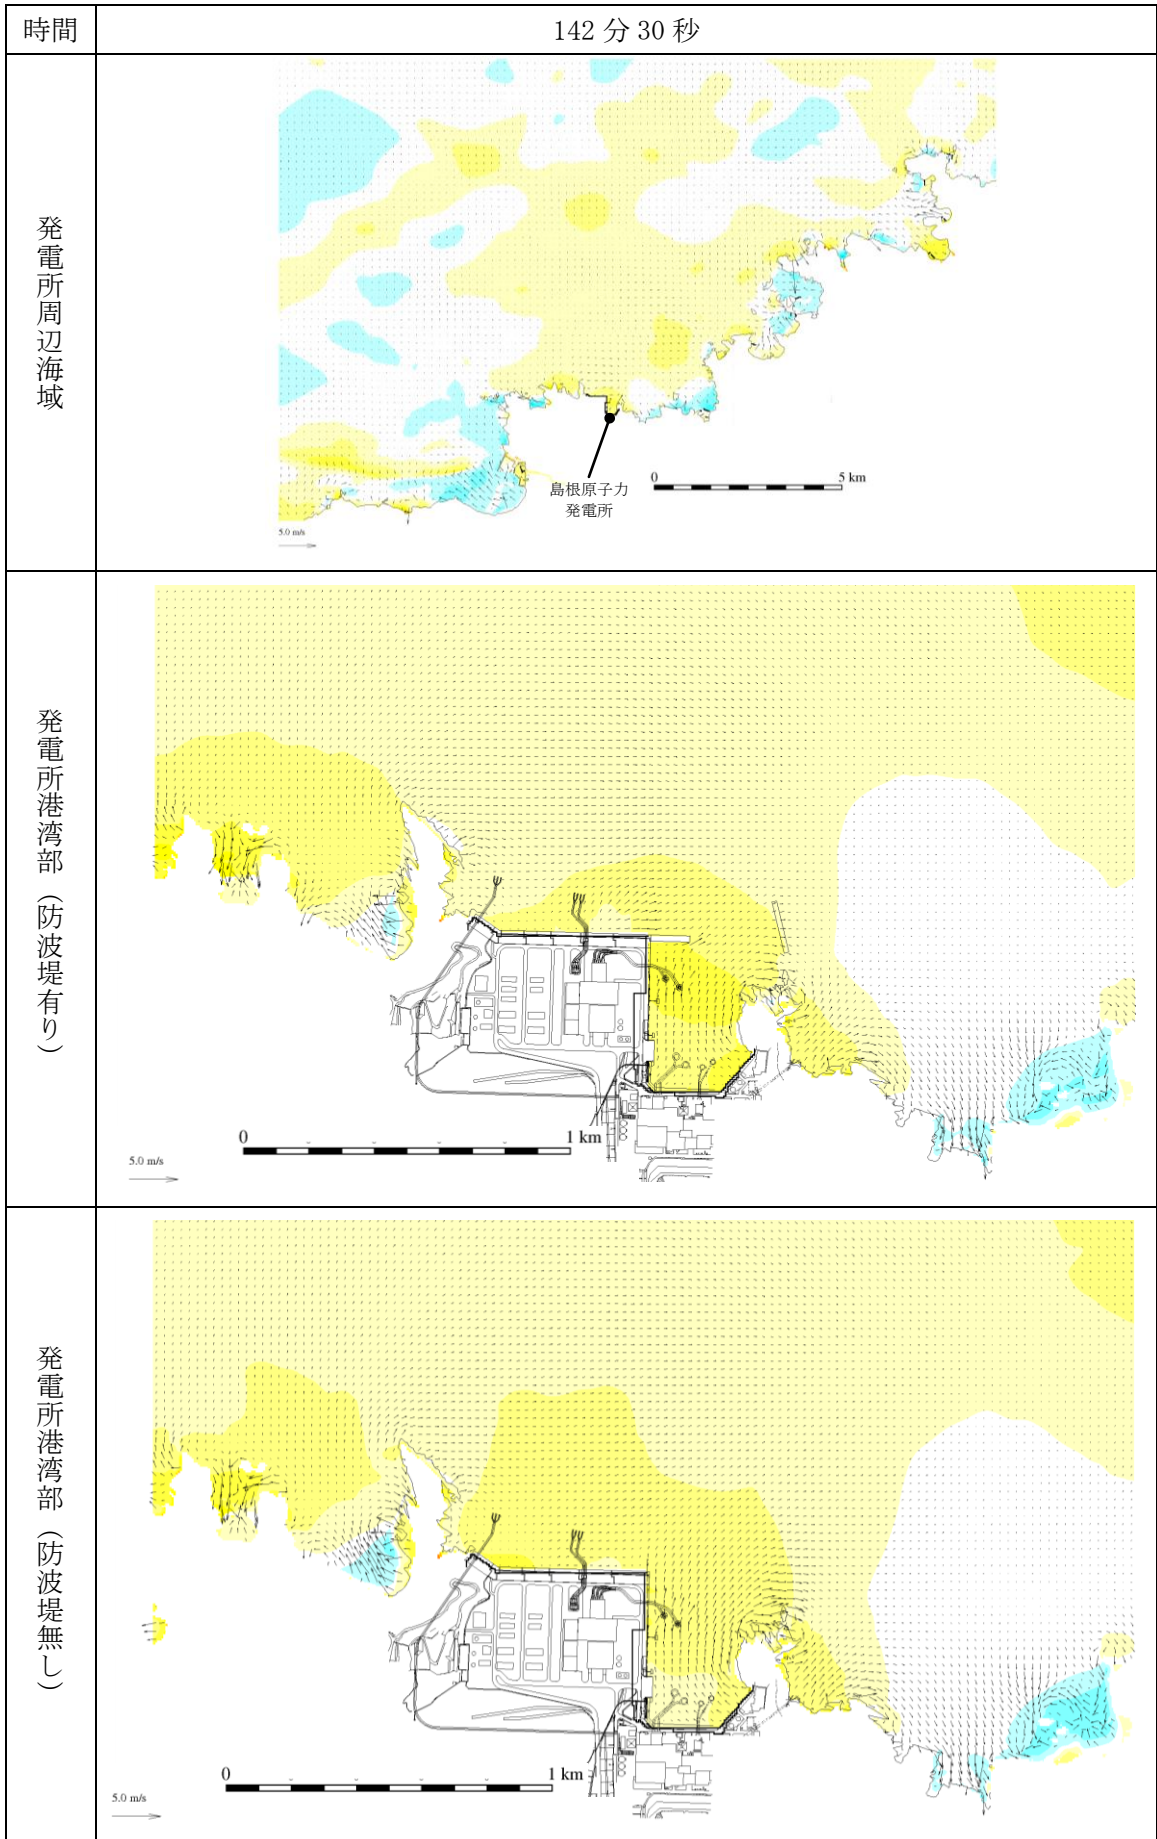 時間
142 分 30 秒
発電所周辺海域
島根原子力
発電所
0 5 km
5.0 m/s
発電所港湾部（防波堤有り）
0 1 km
5.0 m/s
発電所港湾部（防波堤無し）
0 1 km
5.0 m/s